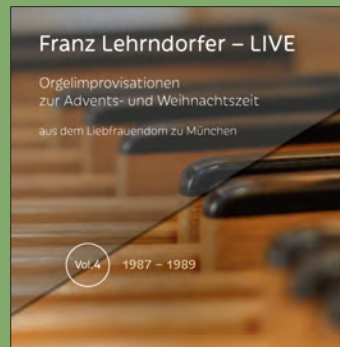 Franz Lehrndorfer – LIVE
Orgelimprovisationen
zur Advents- und Weihnachtszeit
aus dem Liebfrauendom zu München
Vol.4 1987 – 1989